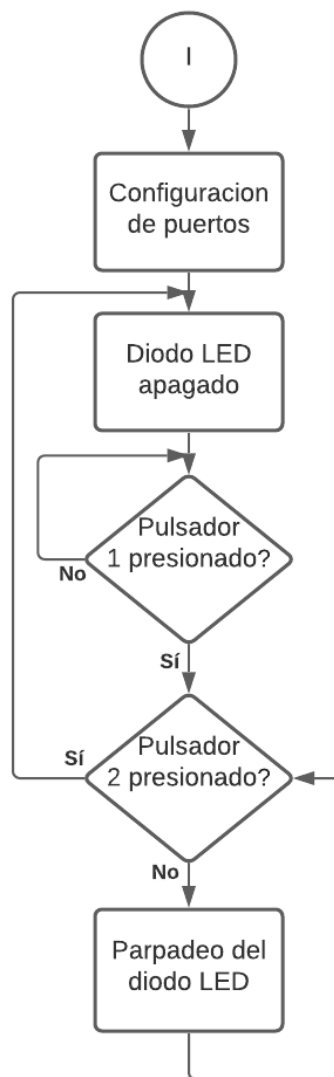 I
Configuracion
de puertos
Diodo LED
apagado
Pulsador
1 presionado?
No
Sí
Pulsador
2 presionado?
Sí
No
Parpadeo del
diodo LED